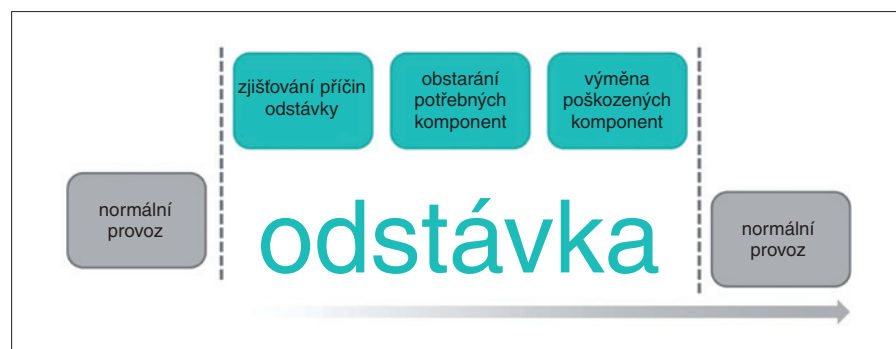 zjišťování příčin
odstávky
obstarání
potřebných
komponent
výměna
poškozených
komponent
normální
provoz
odstávka
normální
provoz